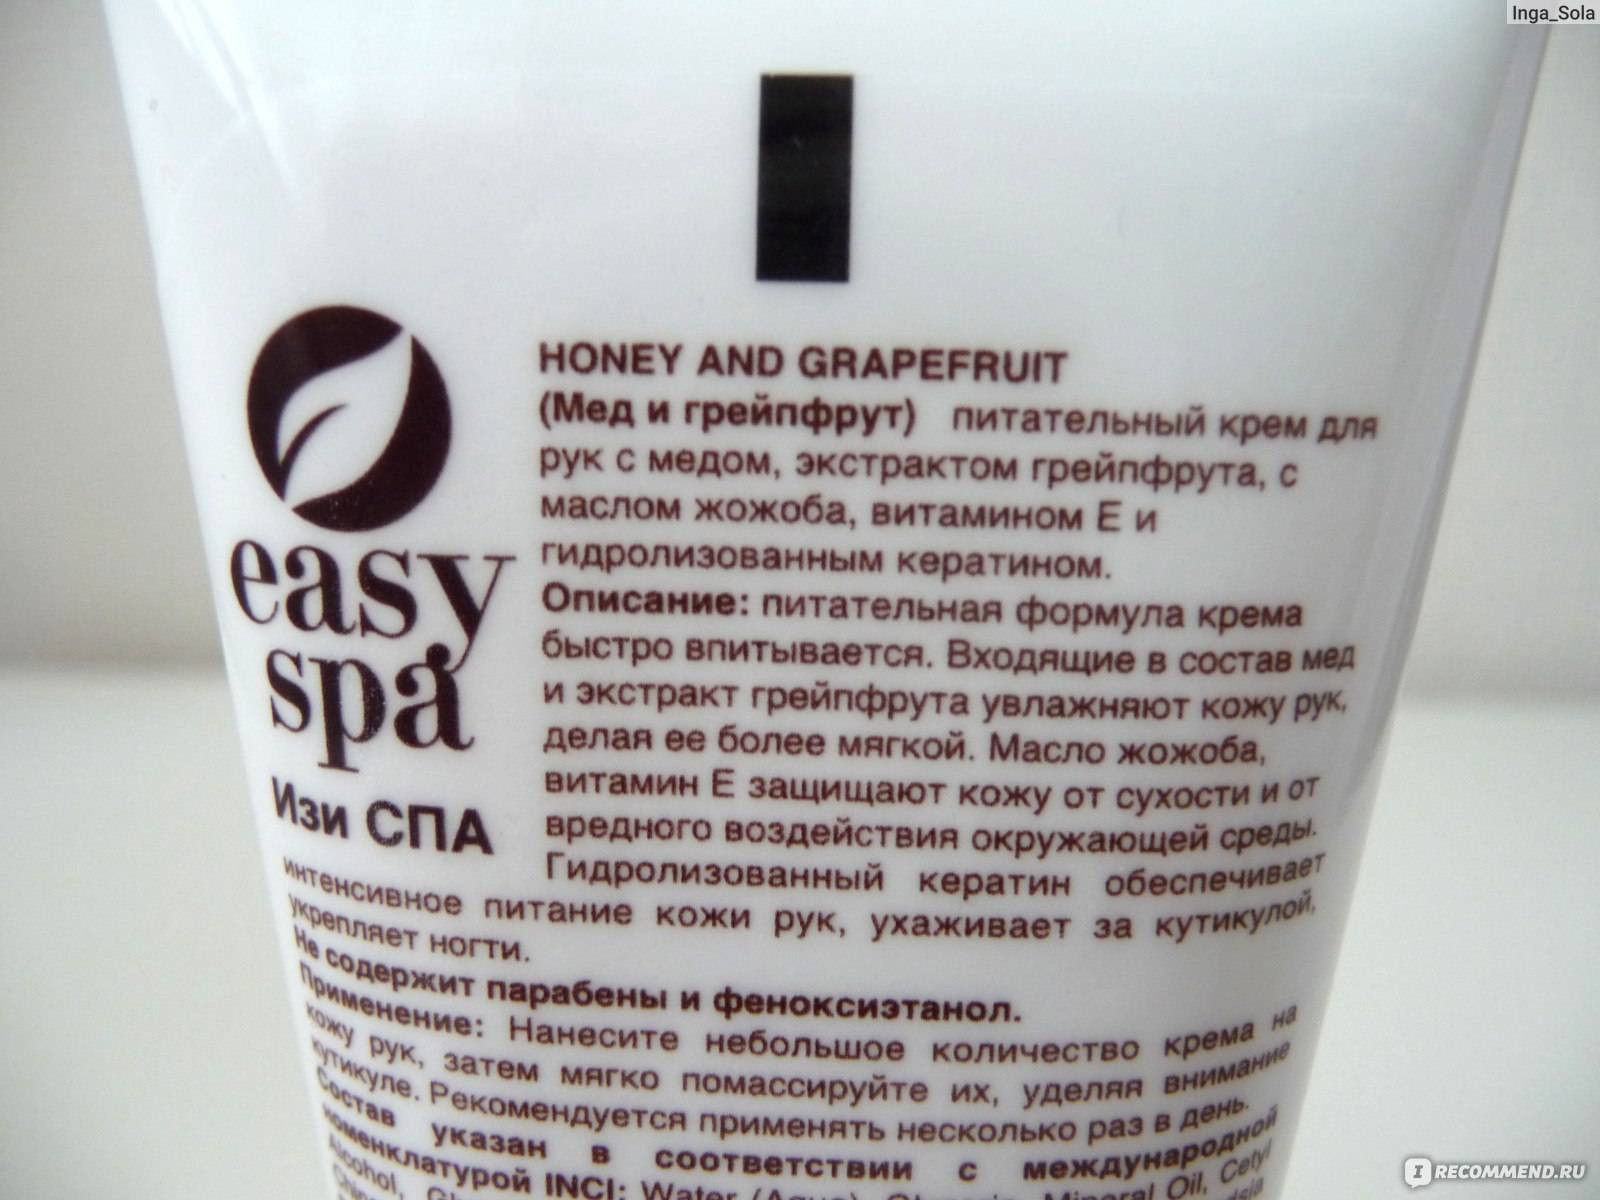 Inga_Sola
HONEY AND GRAPEFRUIT
(Мед и грейпфрут) питательный крем для
рук с медом, экстрактом грейпфрута, с
маслом жожоба, витамином Е и
гидролизованным кератином.
Описание: питательная формула крема
быстро впитывается. Входящие в состав мед
и экстракт грейпфрута увлажняют кожу рук,
делая ее более мягкой. Масло жожоба,
витамин Е защищают кожу от сухости и от
вредного воздействия окружающей среды.
Гидролизованный кератин обеспечивает
интенсивное питание кожи рук, ухаживает за кутикулой,
укрепляет ногти.
easy
spa
Изи СПА
Не содержит парабены и феноксиэтанол.
Применение: Нанесите небольшое количество крема на
кожу рук, затем мягко помассируйте их, уделяя внимание
кутикуле. Рекомендуется применять несколько раз в день.
Состав указан в соответствии с международной
номенклатурой INCI: Water (Aqua), Glycerin, Mineral Oil, Cetyl
Alcohol,
IRECOMMEND.RU